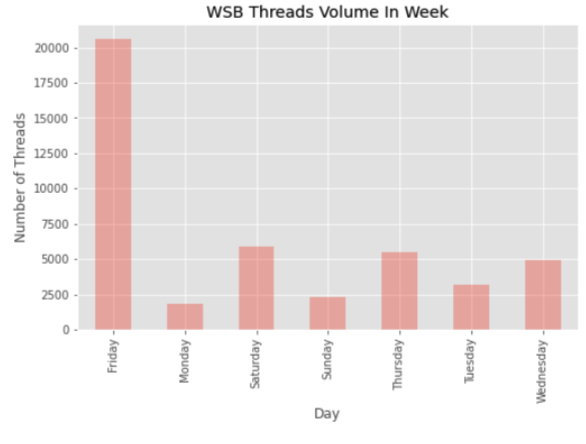 WSB Threads Volume In Week
Number of Threads
20000
17500
15000
12500
10000
7500
5000
2500
0
Friday
Monday
Saturday
Sunday
Thursday
Tuesday
Wednesday
Day